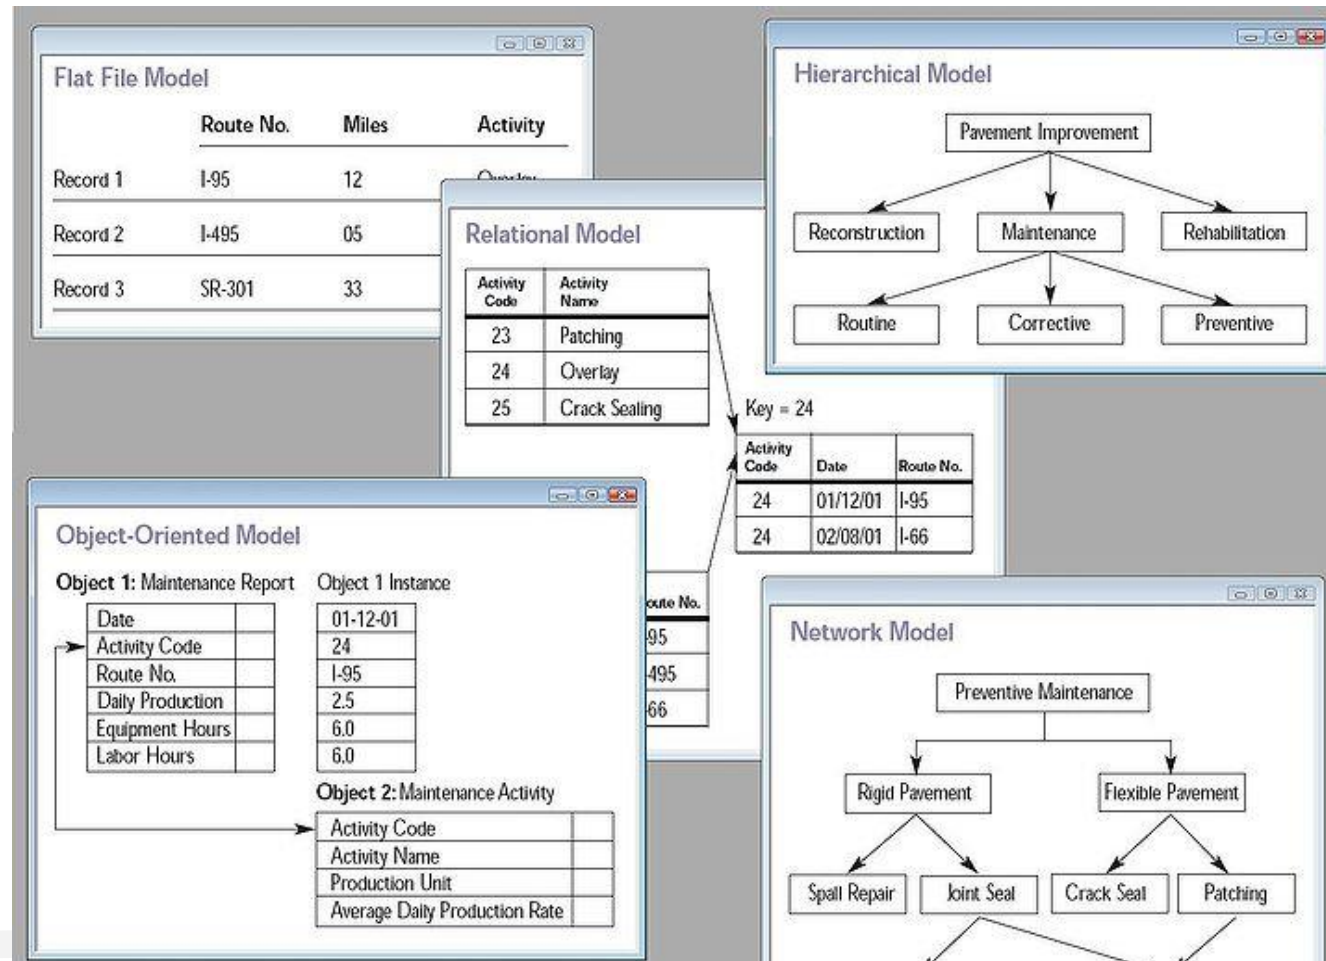 Flat File Model
Route No. Miles Activity
Record 1 I-95 12 Overlay
Record 2 I-495 05
Record 3 SR-301 33
Hierarchical Model
Pavement Improvement
Reconstruction Maintenance Rehabilitation
Routine Corrective Preventive
Relational Model
Activity Code Activity Name
23 Patching
24 Overlay
25 Crack Sealing
Key = 24
Activity Code Date Route No.
24 01/12/01 I-95
24 02/08/01 I-66
oute No.
-95
-495
-66
Object-Oriented Model
Object 1: Maintenance Report Object 1 Instance
Date 01-12-01
Activity Code 24
Route No. I-95
Daily Production 2.5
Equipment Hours 6.0
Labor Hours 6.0
Object 2: Maintenance Activity
Activity Code
Activity Name
Production Unit
Average Daily Production Rate
Network Model
Preventive Maintenance
Rigid Pavement Flexible Pavement
Spall Repair Joint Seal Crack Seal Patching